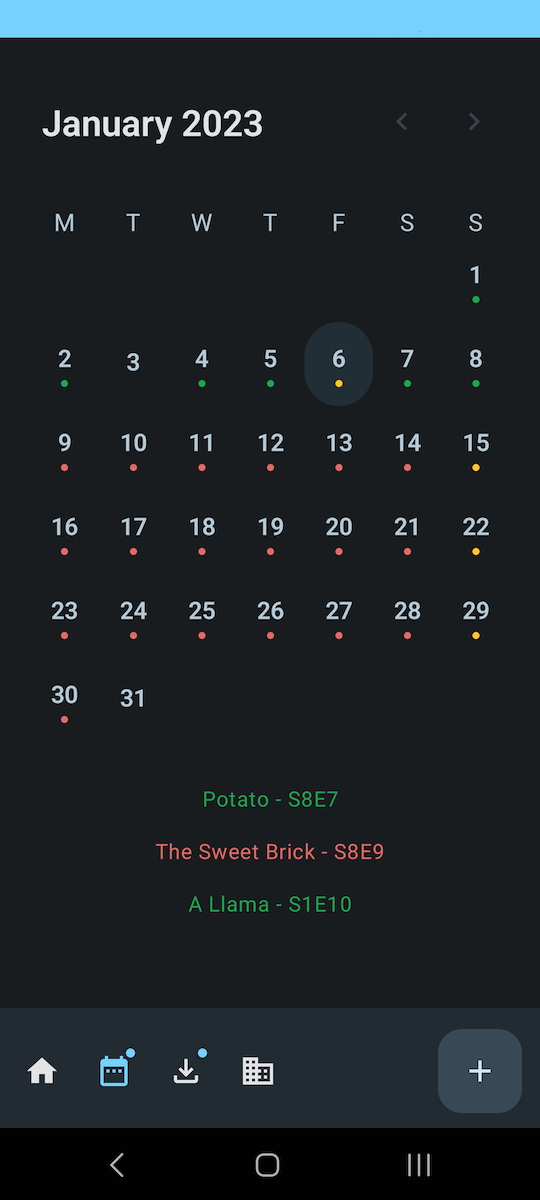 January 2023
M T W T F S S
1
2 3 4 5 6 7 8
9 10 11 12 13 14 15
16 17 18 19 20 21 22
23 24 25 26 27 28 29
30 31
Potato - S8E7
The Sweet Brick - S8E9
A Llama - S1E10